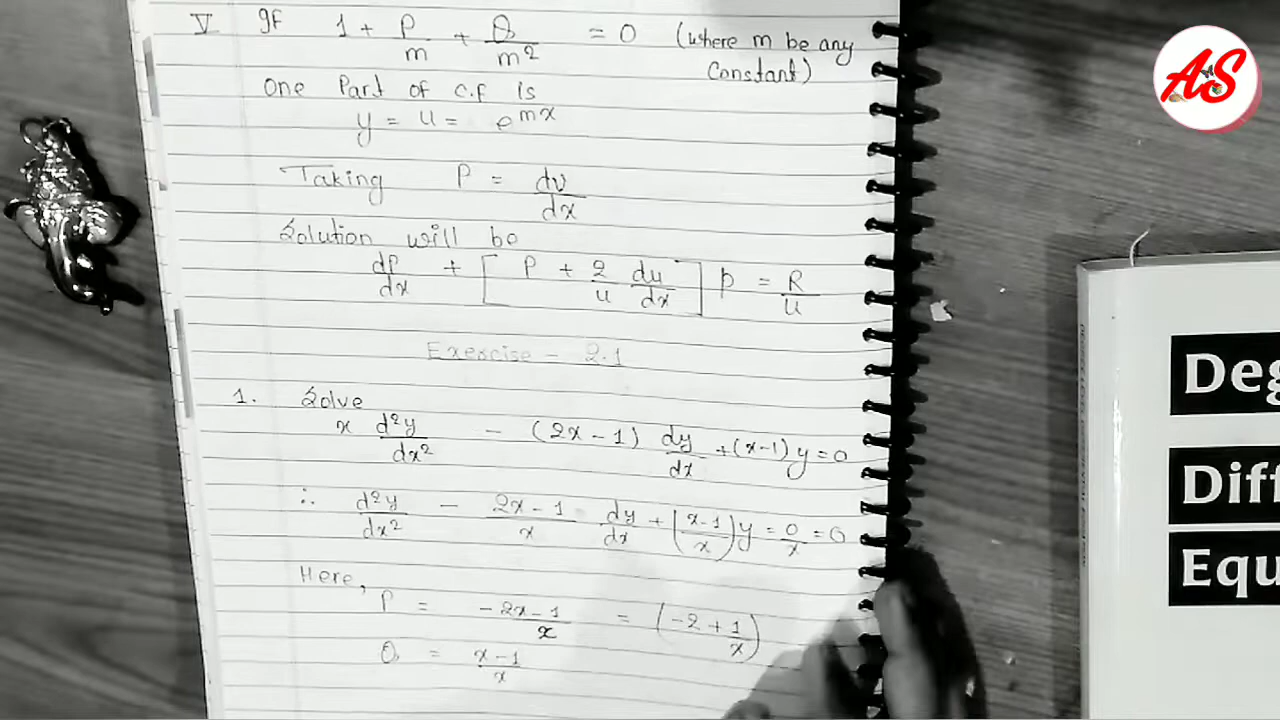 V If 1 + P/m + Q/m² = 0 (where m be any
constant)
one Part of C.F is
y = u = e^mx
Taking P = dv/dx
Solution will be
dp/dx + [P + 2/u du/dx] p = R/u
Exercise - 2.1
1. Solve
x d²y/dx² - (2x-1) dy/dx + (x-1)y = 0
∴ d²y/dx² - 2x-1/x dy/dx + (x-1/x)y = 0/x = 0
Here,
P = -2x-1/x = (-2 + 1/x)
Q = x-1/x
AS
Deg
Diff
Equ